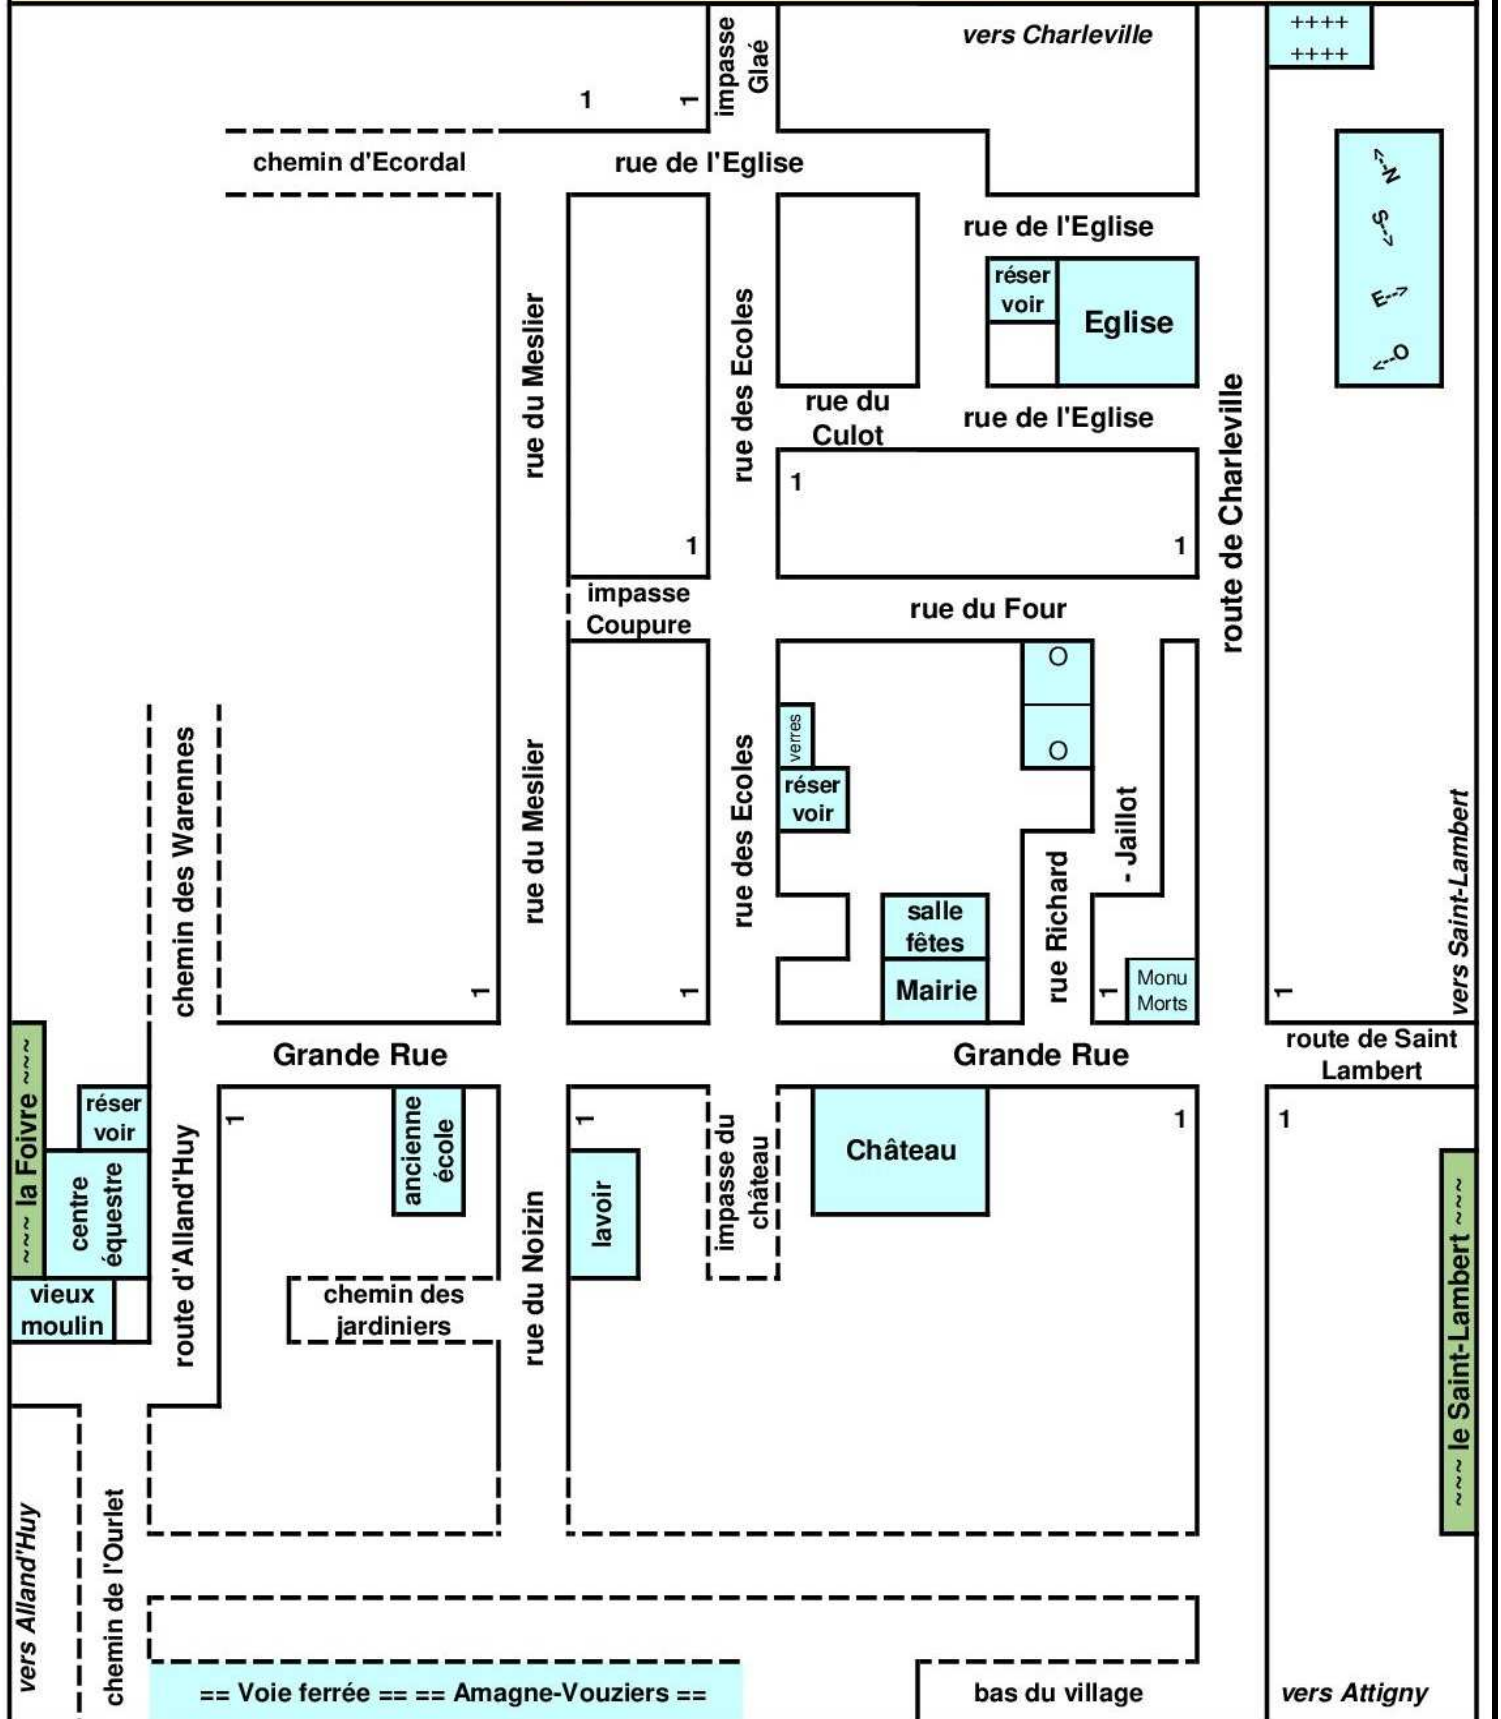 impasse
Glaé
vers Charleville
++++
++++
1
1
chemin d'Ecordal
rue de l'Eglise
<--N
S-->
E-->
<--O
rue de l'Eglise
réser
voir
Eglise
rue du Meslier
rue des Ecoles
rue du
Culot
rue de l'Eglise
route de Charleville
1
1
1
impasse
Coupure
rue du Four
O
O
verres
réser
voir
chemin des Warennes
rue du Meslier
rue des Ecoles
rue Richard
- Jaillot
vers Saint-Lambert
salle
fêtes
Mairie
Monu
Morts
1
1
1
1
Grande Rue
Grande Rue
route de Saint
Lambert
~~~ la Foivre ~~~
réser
voir
centre
équestre
vieux
moulin
route d'Alland'Huy
1
ancienne
école
1
lavoir
impasse du
château
Château
1
1
rue du Noizin
chemin des
jardiniers
~~~ le Saint-Lambert ~~~
vers Alland'Huy
chemin de l'Ourlet
== Voie ferrée == == Amagne-Vouziers ==
bas du village
vers Attigny